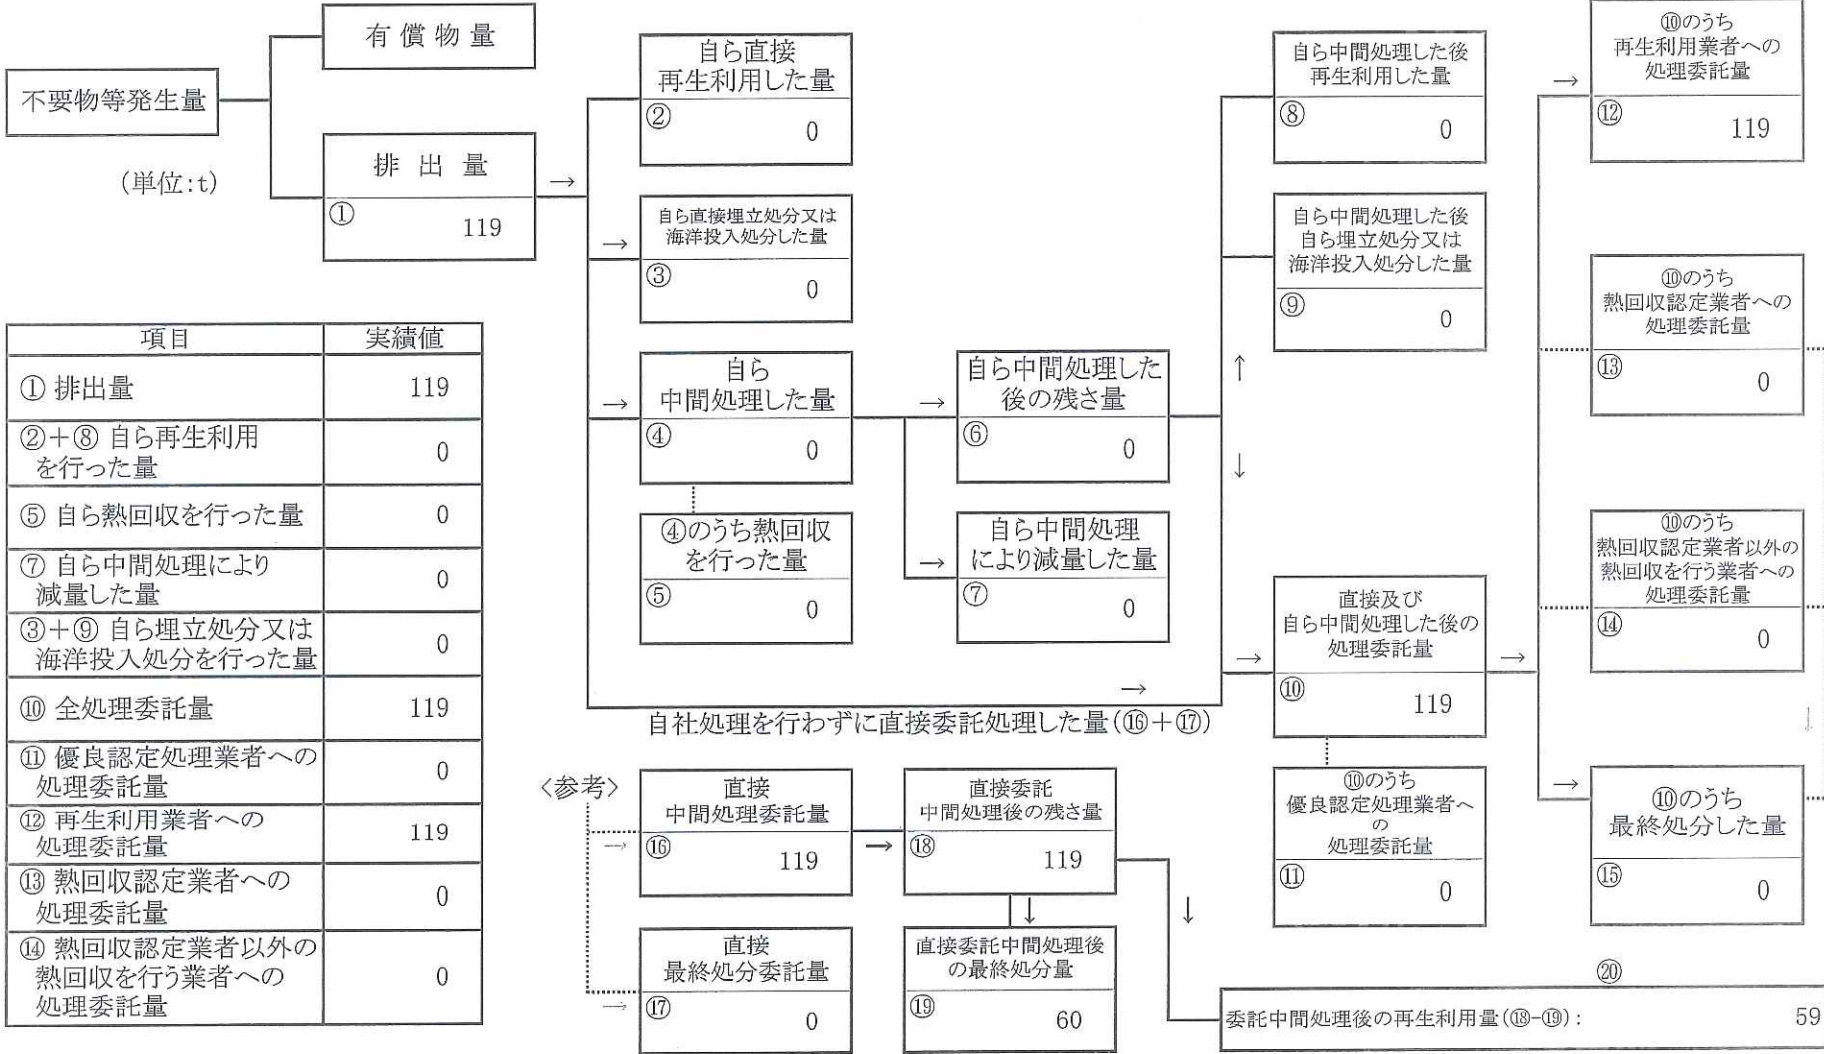 不要物等発生量
有償物量
(単位:t)
排出量
①
119
→
自ら直接
再生利用した量
②
0
→
自ら直接埋立処分又は
海洋投入処分した量
③
0
→
自ら
中間処理した量
④
0
④のうち熱回収
を行った量
⑤
0
→
自ら中間処理した
後の残さ量
⑥
0
→
自ら中間処理
により減量した量
⑦
0
→
自社処理を行わずに直接委託処理した量(⑯+⑰)
↑
↓
自ら中間処理した後
再生利用した量
⑧
0
自ら中間処理した後
自ら埋立処分又は
海洋投入処分した量
⑨
0
→
直接及び
自ら中間処理した後の
処理委託量
⑩
119
→
⑩のうち
優良認定処理業者へ
の
処理委託量
⑪
0
→
⑩のうち
再生利用業者への
処理委託量
⑫
119
⑩のうち
熱回収認定業者への
処理委託量
⑬
0
⑩のうち
熱回収認定業者以外の
熱回収を行う業者への
処理委託量
⑭
0
↓
→
⑩のうち
最終処分した量
⑮
0
項目 実績値
① 排出量 119
②+⑧ 自ら再生利用
を行った量 0
⑤ 自ら熱回収を行った量 0
⑦ 自ら中間処理により
減量した量 0
③+⑨ 自ら埋立処分又は
海洋投入処分を行った量 0
⑩ 全処理委託量 119
⑪ 優良認定処理業者への
処理委託量 0
⑫ 再生利用業者への
処理委託量 119
⑬ 熱回収認定業者への
処理委託量 0
⑭ 熱回収認定業者以外の
熱回収を行う業者への
処理委託量 0
<参考>
→
直接
中間処理委託量
⑯
119
→
直接委託
中間処理後の残さ量
⑱
119
↓
↓
→
直接
最終処分委託量
⑰
0
直接委託中間処理後
の最終処分量
⑲
60
⑳
委託中間処理後の再生利用量(⑱-⑲): 59